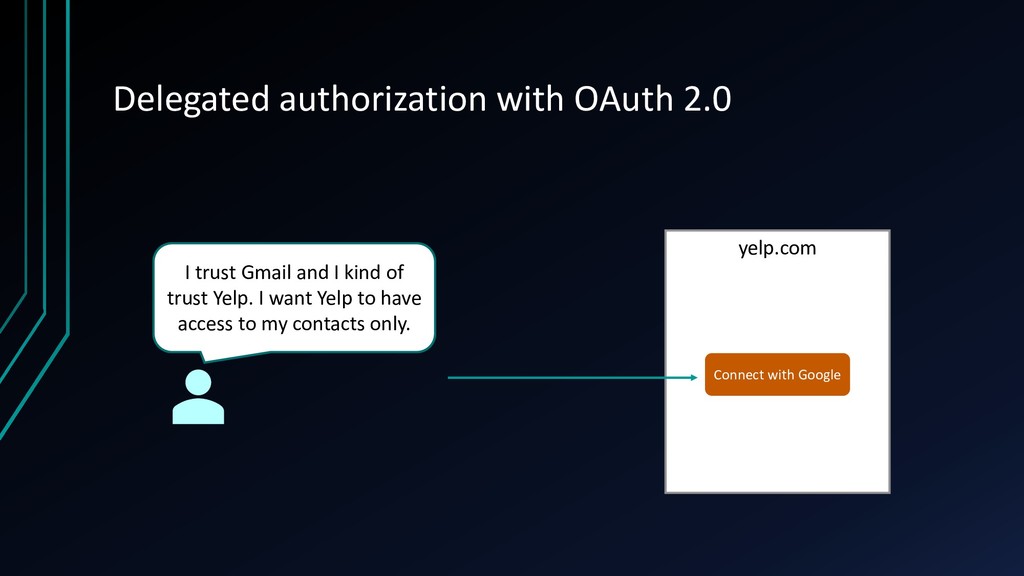 Delegated authorization with OAuth 2.0
I trust Gmail and I kind of
trust Yelp. I want Yelp to have
access to my contacts only.
yelp.com
Connect with Google